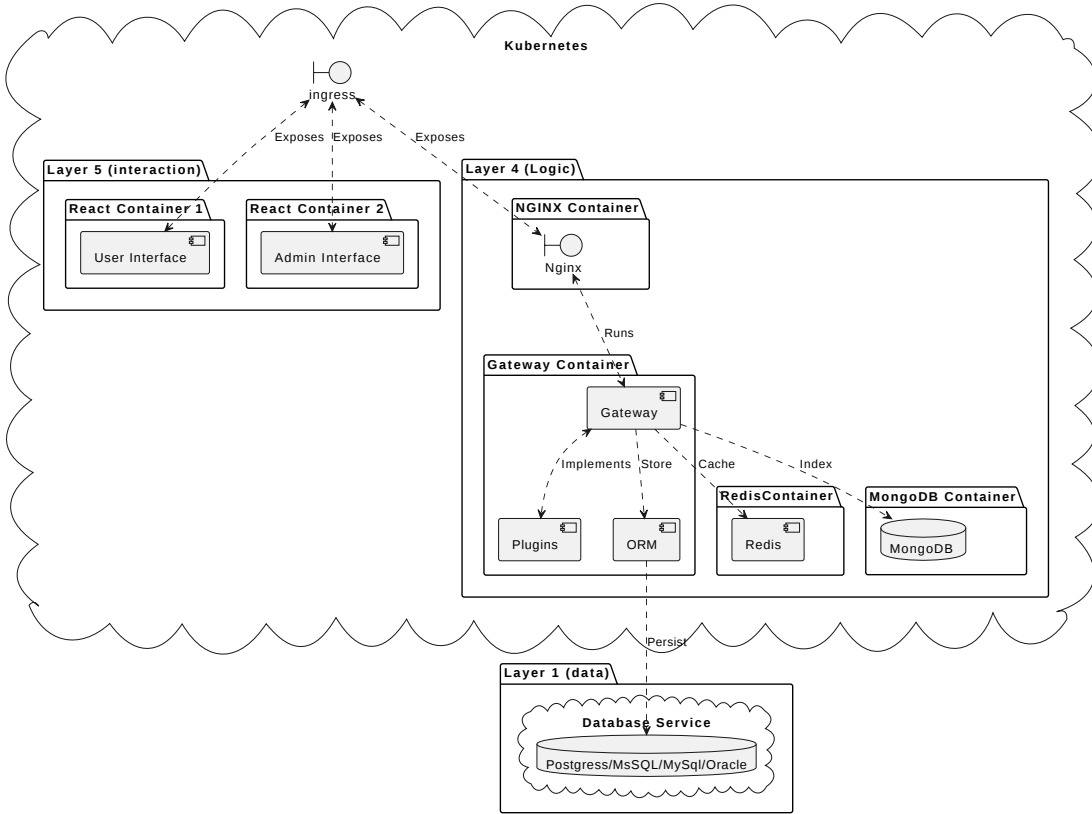 Kubernetes
ingress
Exposes
Exposes
Exposes
Layer 5 (interaction)
Layer 4 (Logic)
React Container 1
React Container 2
NGINX Container
User Interface
Admin Interface
Nginx
Runs
Gateway Container
Gateway
Implements
Store
Cache
Index
RedisContainer
MongoDB Container
Plugins
ORM
Redis
MongoDB
Persist
Layer 1 (data)
Database Service
Postgress/MsSQL/MySql/Oracle